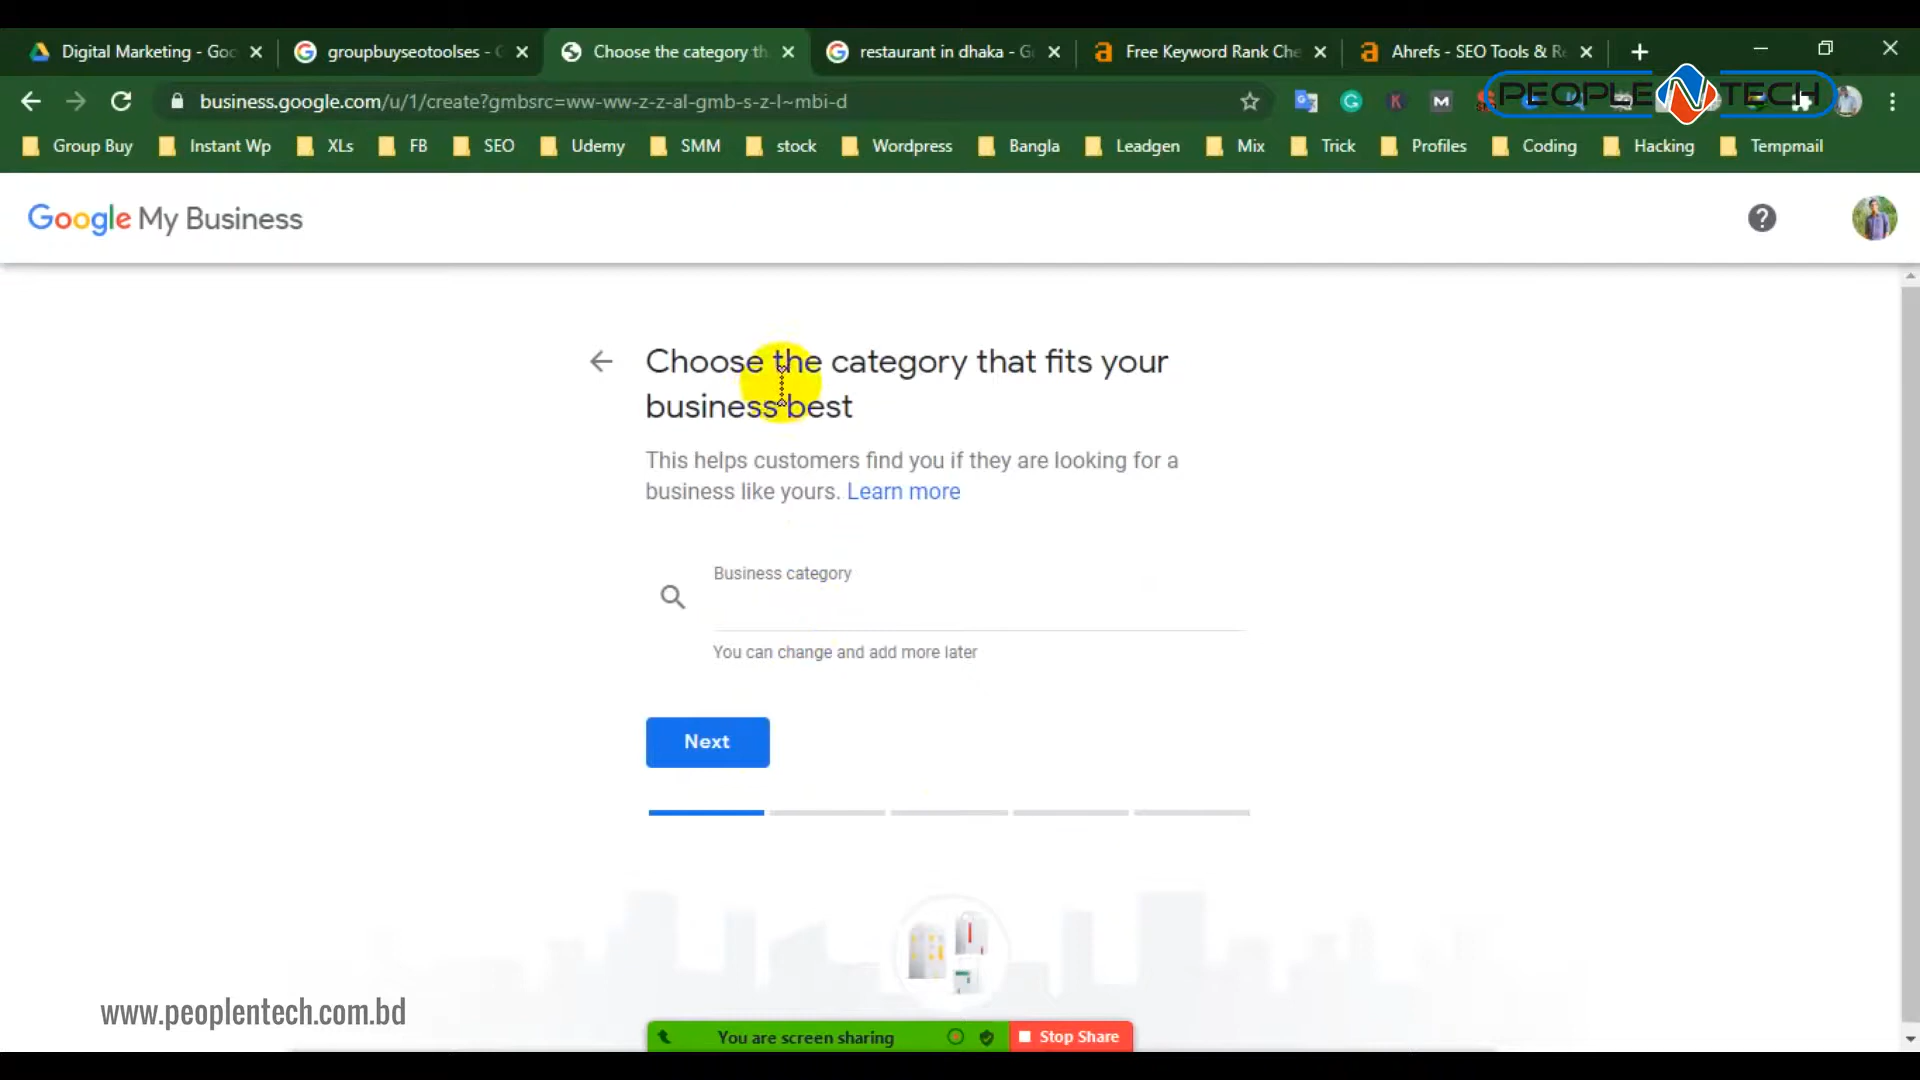 Digital Marketing - Goo
groupbuyseotoolses - G
Choose the category th
restaurant in dhaka - Go
Free Keyword Rank Che
Ahrefs - SEO Tools & Re
business.google.com/u/1/create?gmbsrc=ww-ww-z-z-al-gmb-s-z-l~mbi-d
PEOPLE N TECH
Group Buy
Instant Wp
XLs
FB
SEO
Udemy
SMM
stock
Wordpress
Bangla
Leadgen
Mix
Trick
Profiles
Coding
Hacking
Tempmail
Google My Business
Choose the category that fits your
business best
This helps customers find you if they are looking for a
business like yours. Learn more
Business category
You can change and add more later
Next
www.peoplentech.com.bd
You are screen sharing
Stop Share